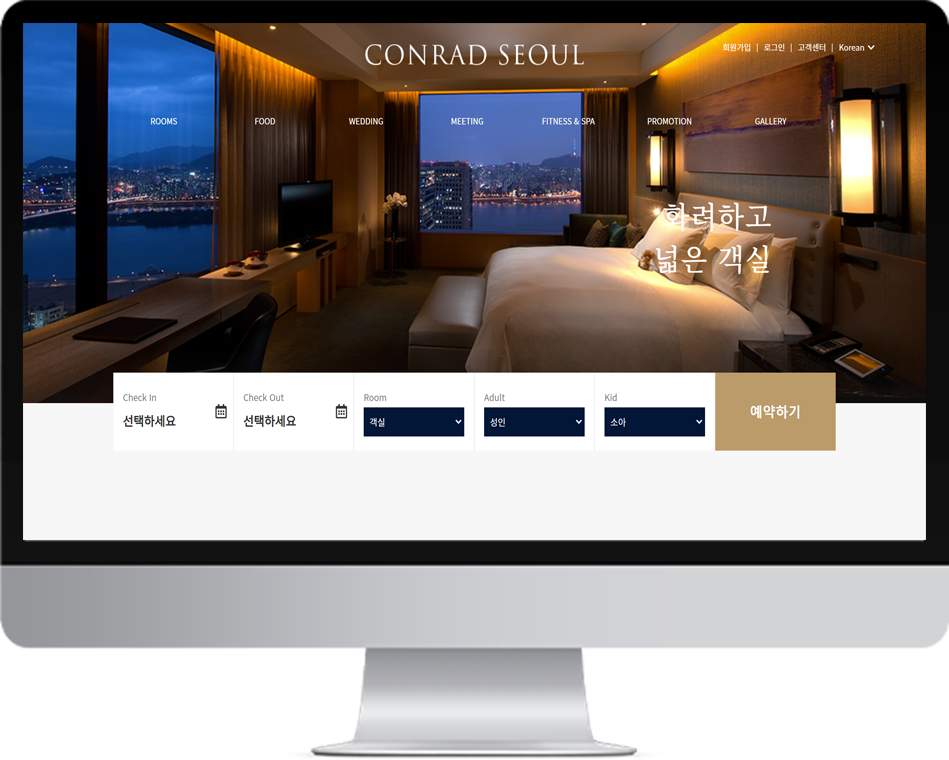 CONRAD SEOUL
회원가입 | 로그인 | 고객센터 | Korean
ROOMS FOOD WEDDING MEETING FITNESS & SPA PROMOTION GALLERY
화려하고
넓은 객실
Check In Check Out Room Adult Kid
선택하세요 선택하세요 객실 성인 소아
예약하기